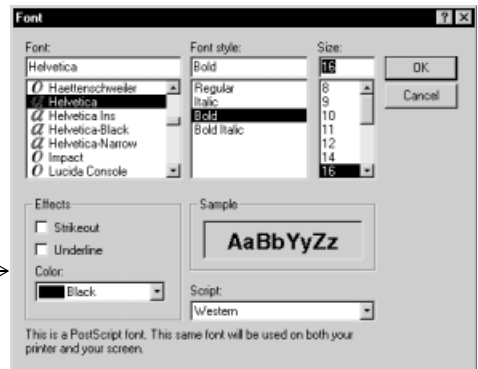 Font
Font: Font style: Size:
Helvetica Bold 16 OK
Haettenschweiler Regular 8 Cancel
Helvetica Italic 9
Helvetica Ins Bold 10
Helvetica-Black Bold Italic 11
Helvetica-Narrow 12
Impact 14
Lucida Console 16
Effects Sample
Strikeout
Underline AaBbYyZz
Color:
Black Script:
Western
This is a PostScript font. This same font will be used on both your
printer and your screen.